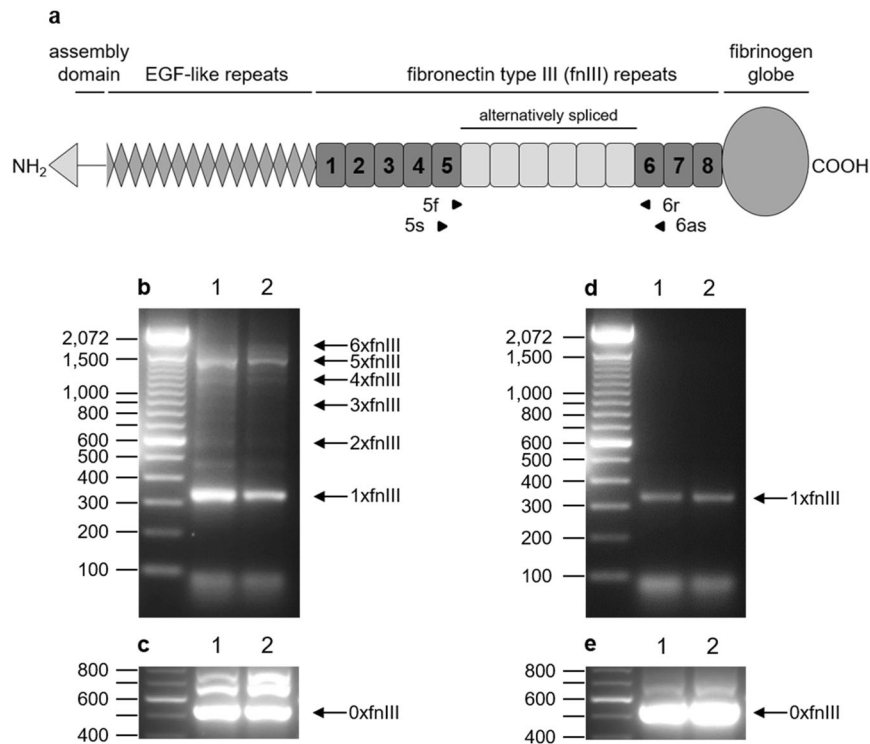 a
assembly domain
EGF-like repeats
fibronectin type III (fnIII) repeats
fibrinogen globe
alternatively spliced
NH2
1 2 3 4 5
6 7 8
COOH
5f
6r
5s
6as
b
1 2
2,072
1,500
1,000
800
600
500
400
300
200
100
6xfnIII
5xfnIII
4xfnIII
3xfnIII
2xfnIII
1xfnIII
d
1 2
2,072
1,500
1,000
800
600
500
400
300
200
100
1xfnIII
c
1 2
800
600
400
0xfnIII
e
1 2
800
600
400
0xfnIII